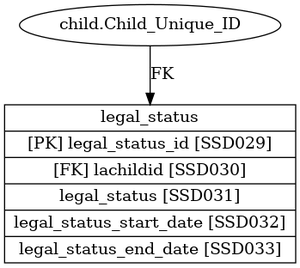 child.Child_Unique_ID
FK
legal_status
[PK] legal_status_id [SSD029]
[FK] lachildid [SSD030]
legal_status [SSD031]
legal_status_start_date [SSD032]
legal_status_end_date [SSD033]